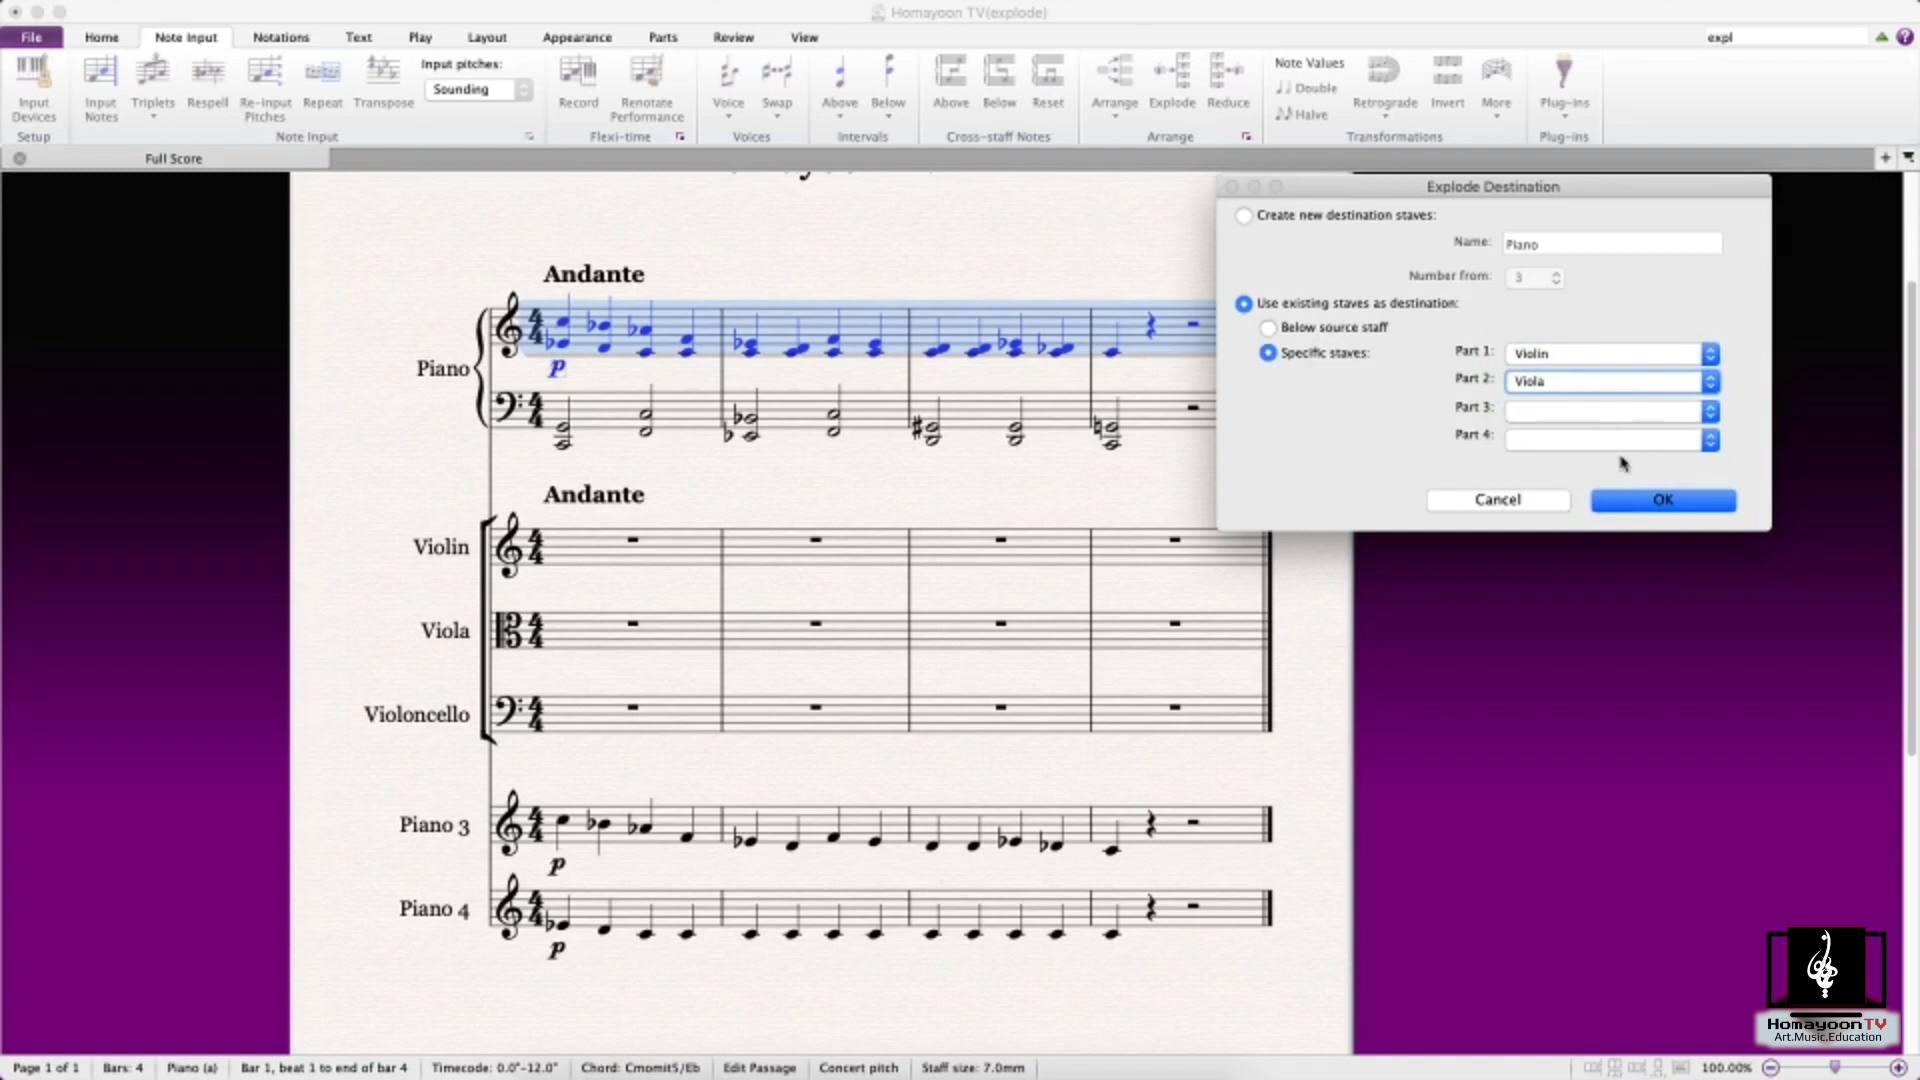 Homayoon TV(explode)
File Home Note Input Notations Text Play Layout Appearance Parts Review View expl
Input Devices
Input Notes
Triplets
Respell
Re-input Pitches
Repeat
Transpose
Input pitches:
Sounding
Record
Renotate Performance
Voice
Swap
Above
Below
Above
Below
Reset
Arrange
Explode
Reduce
Note Values
Double
Halve
Retrograde
Invert
More
Plug-ins
Setup Note Input Flexi-time Voices Intervals Cross-staff Notes Arrange Transformations Plug-ins
Full Score
Explode Destination
Create new destination staves:
Name: Piano
Number from: 3
Use existing staves as destination:
Below source staff
Specific staves:
Part 1: Violin
Part 2: Viola
Part 3:
Part 4:
Cancel OK
Andante
Piano
p
Andante
Violin
Viola
Violoncello
Piano 3
p
Piano 4
p
HomayoonTV
Art.Music.Education
Page 1 of 1 Bars: 4 Piano (a) Bar 1, beat 1 to end of bar 4 Timecode: 0.0"-12.0" Chord: Cmomit5/Eb Edit Passage Concert pitch Staff size: 7.0mm 100.00%